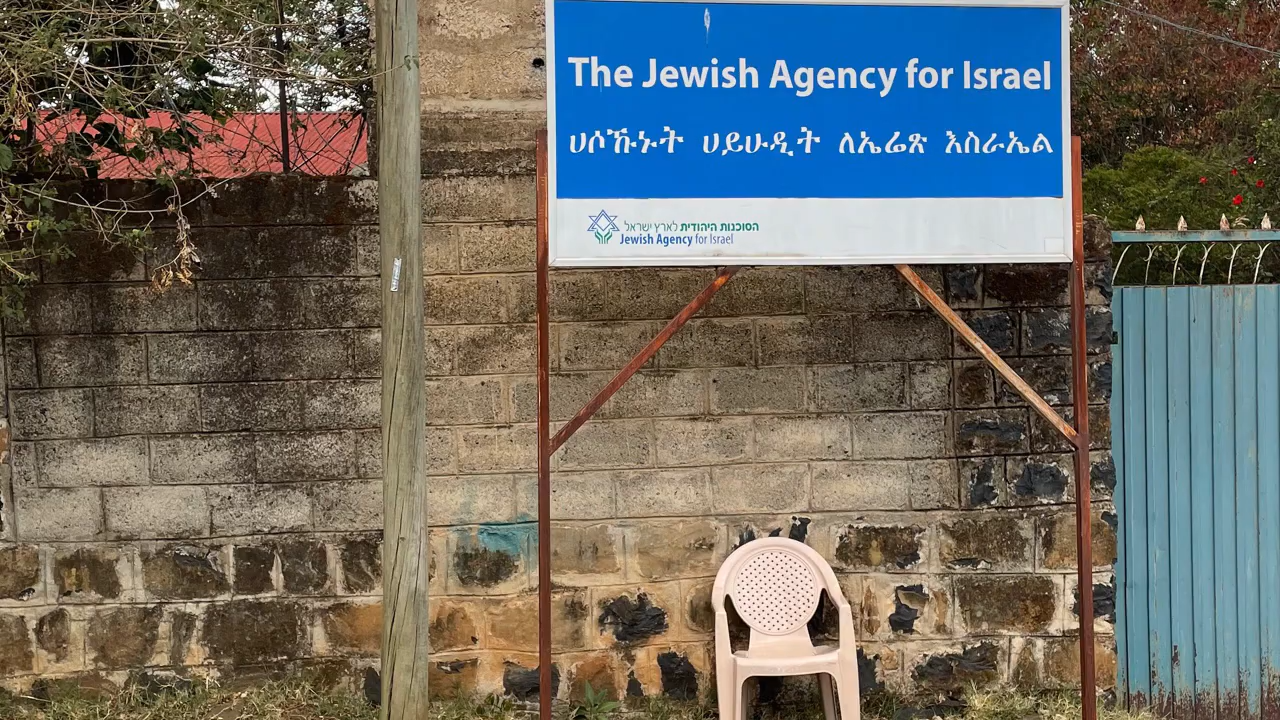 The Jewish Agency for Israel
ሀሶኹኑት ሀይሁዲት ለኤሬጽ እስራኤል
הסוכנות היהודית לארץ ישראל
Jewish Agency for Israel